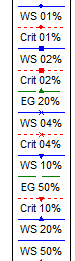 WS 01%
Crit 01%
WS 02%
Crit 02%
EG 20%
WS 04%
Crit 04%
WS 10%
EG 50%
Crit 10%
WS 20%
WS 50%